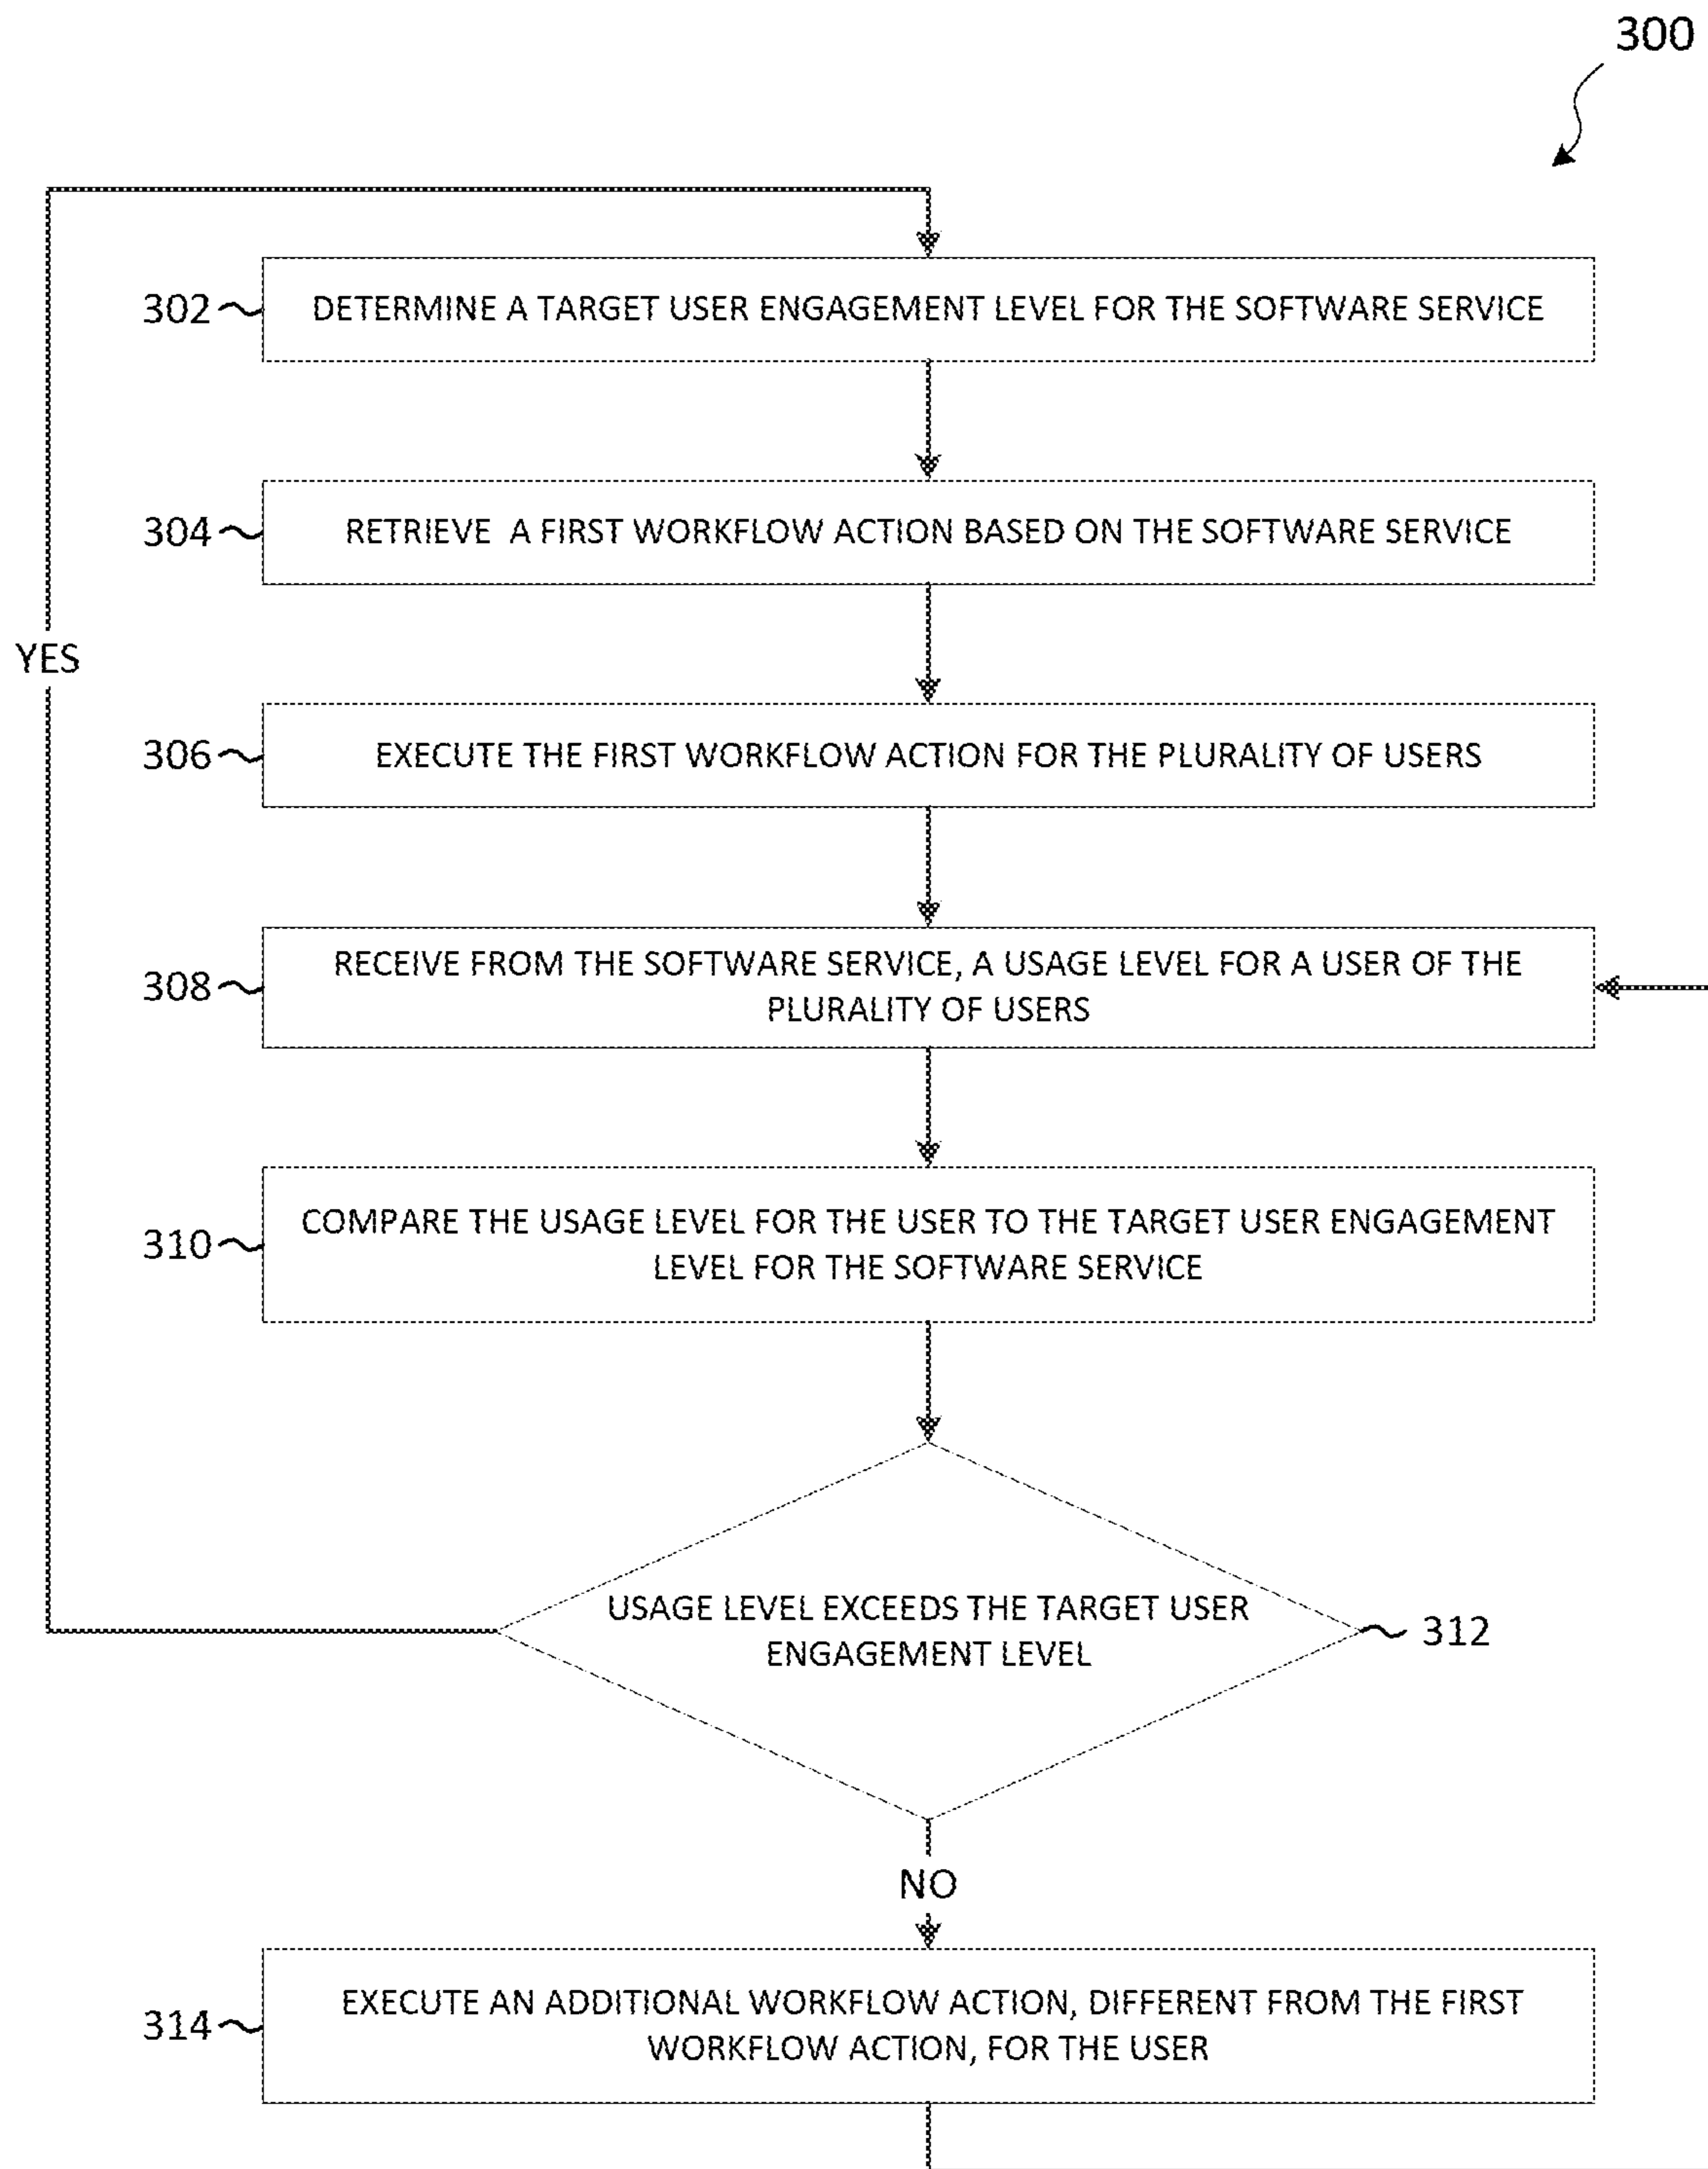 300
302
DETERMINE A TARGET USER ENGAGEMENT LEVEL FOR THE SOFTWARE SERVICE
304
RETRIEVE A FIRST WORKFLOW ACTION BASED ON THE SOFTWARE SERVICE
YES
306
EXECUTE THE FIRST WORKFLOW ACTION FOR THE PLURALITY OF USERS
308
RECEIVE FROM THE SOFTWARE SERVICE, A USAGE LEVEL FOR A USER OF THE
PLURALITY OF USERS
310
COMPARE THE USAGE LEVEL FOR THE USER TO THE TARGET USER ENGAGEMENT
LEVEL FOR THE SOFTWARE SERVICE
USAGE LEVEL EXCEEDS THE TARGET USER
ENGAGEMENT LEVEL
312
NO
314
EXECUTE AN ADDITIONAL WORKFLOW ACTION, DIFFERENT FROM THE FIRST
WORKFLOW ACTION, FOR THE USER